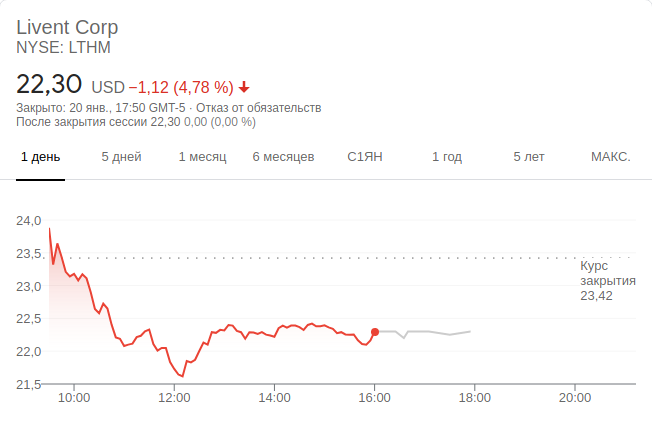 Livent Corp
NYSE: LTHM
22,30 USD −1,12 (4,78 %)
Закрыто: 20 янв., 17:50 GMT-5 · Отказ от обязательств
После закрытия сессии 22,30 0,00 (0,00 %)
1 день 5 дней 1 месяц 6 месяцев С1ЯН 1 год 5 лет МАКС.
24,0
23,5
Курс
закрытия
23,42
23,0
22,5
22,0
21,5
10:00 12:00 14:00 16:00 18:00 20:00